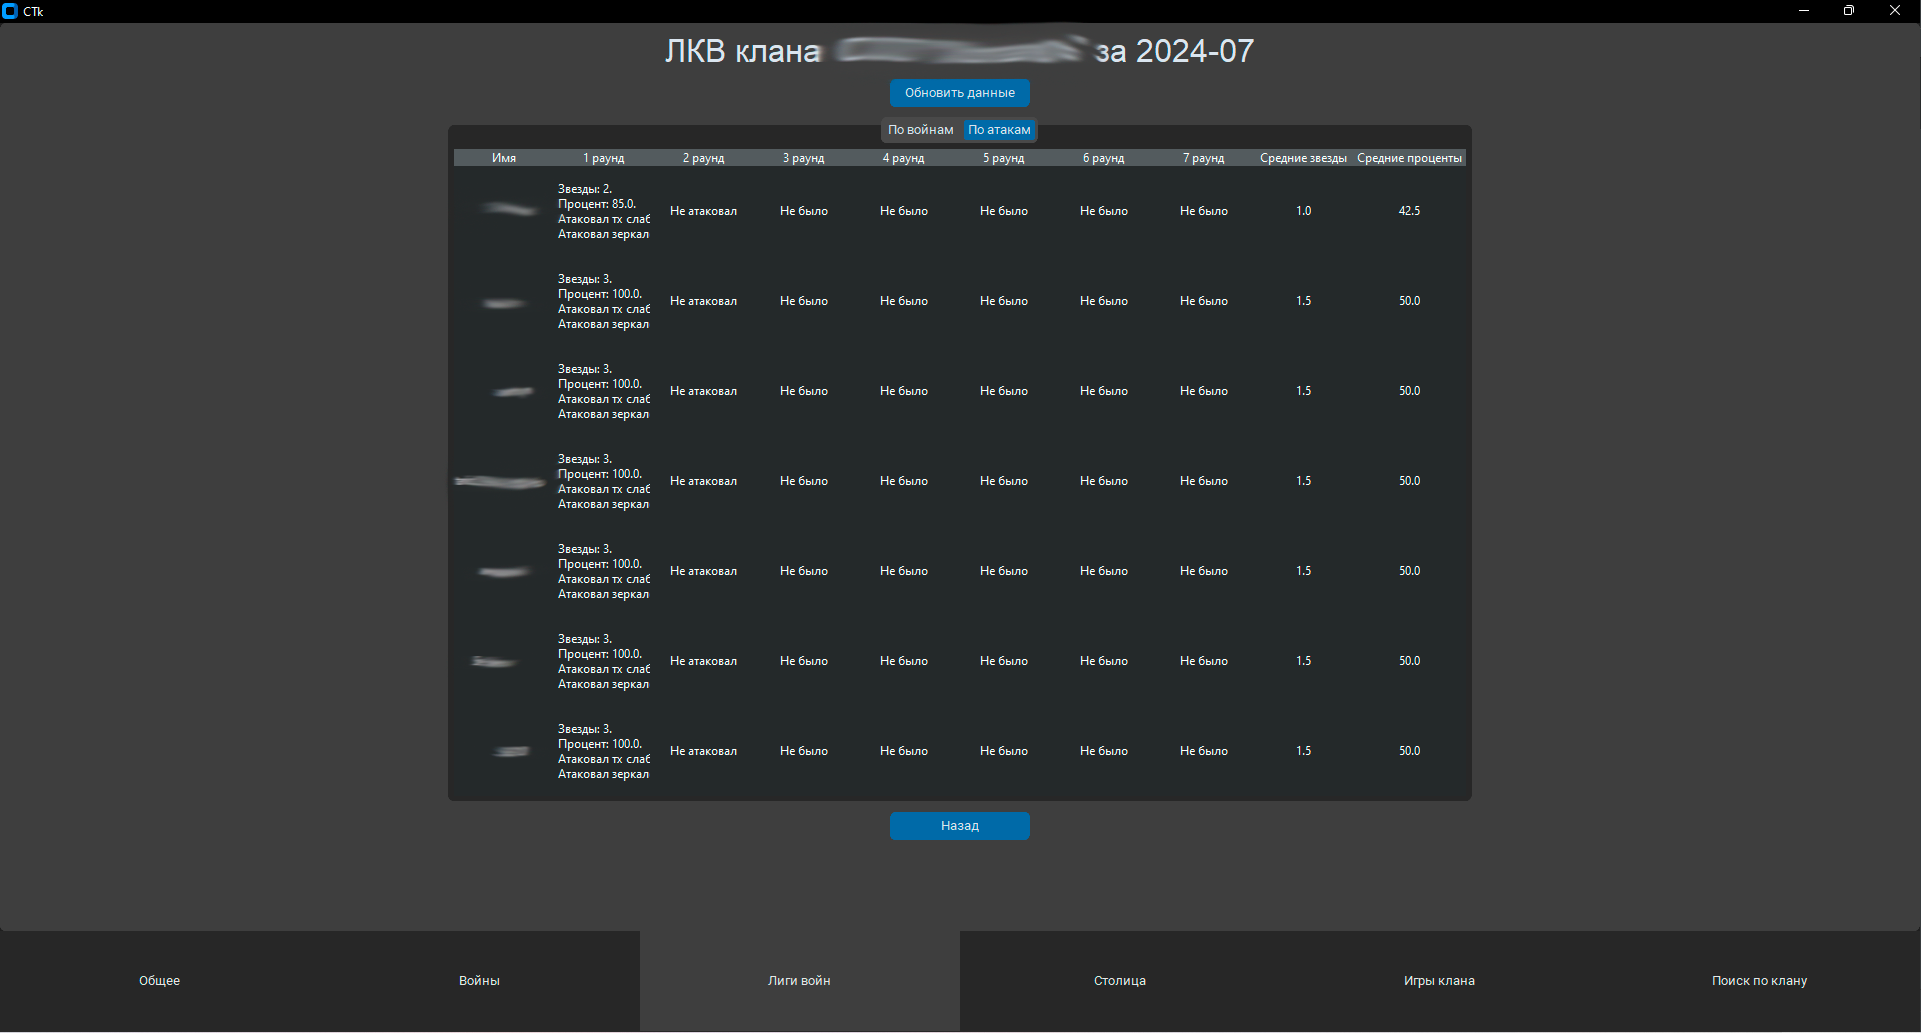 CTk
ЛКВ клана за 2024-07
Обновить данные
По войнам По атакам
Имя 1 раунд 2 раунд 3 раунд 4 раунд 5 раунд 6 раунд 7 раунд Средние звезды Средние проценты
Звезды: 2.
Процент: 85.0.
Атаковал тх слаб
Атаковал зеркал
Не атаковал Не было Не было Не было Не было Не было 1.0 42.5
Звезды: 3.
Процент: 100.0.
Атаковал тх слаб
Атаковал зеркал
Не атаковал Не было Не было Не было Не было Не было 1.5 50.0
Звезды: 3.
Процент: 100.0.
Атаковал тх слаб
Атаковал зеркал
Не атаковал Не было Не было Не было Не было Не было 1.5 50.0
Звезды: 3.
Процент: 100.0.
Атаковал тх слаб
Атаковал зеркал
Не атаковал Не было Не было Не было Не было Не было 1.5 50.0
Звезды: 3.
Процент: 100.0.
Атаковал тх слаб
Атаковал зеркал
Не атаковал Не было Не было Не было Не было Не было 1.5 50.0
Звезды: 3.
Процент: 100.0.
Атаковал тх слаб
Атаковал зеркал
Не атаковал Не было Не было Не было Не было Не было 1.5 50.0
Звезды: 3.
Процент: 100.0.
Атаковал тх слаб
Атаковал зеркал
Не атаковал Не было Не было Не было Не было Не было 1.5 50.0
Назад
Общее Войны Лиги войн Столица Игры клана Поиск по клану